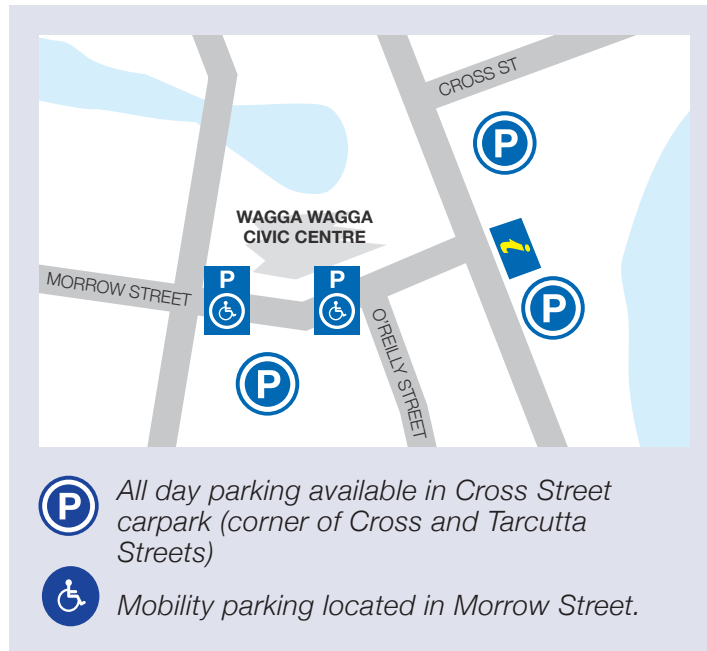 CROSS ST
P
WAGGA WAGGA
CIVIC CENTRE
i
P
P
MORROW STREET
P
O'REILLY STREET
P
P
All day parking available in Cross Street
carpark (corner of Cross and Tarcutta
Streets)
Mobility parking located in Morrow Street.